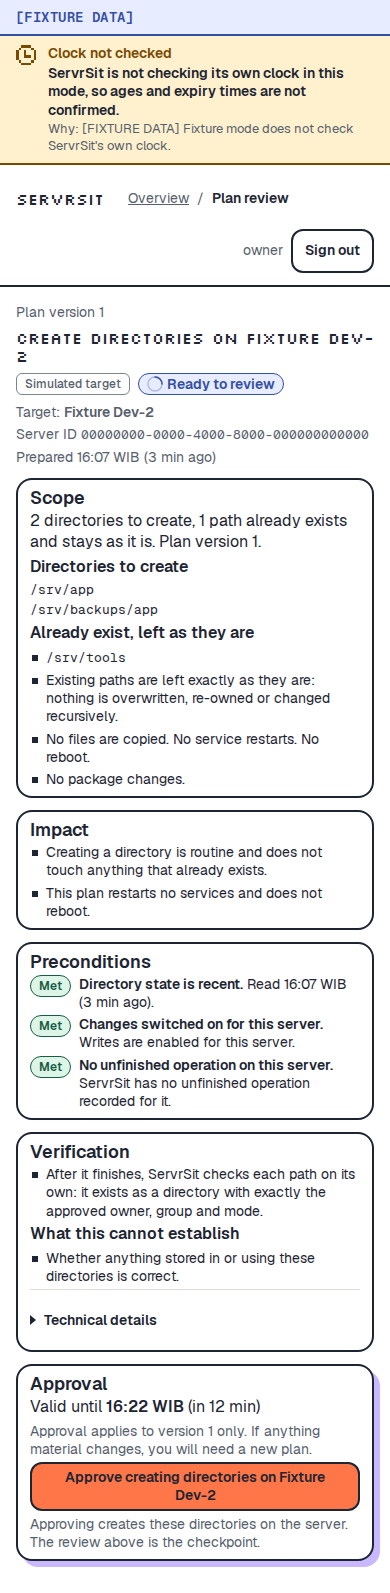 [FIXTURE DATA]
Clock not checked
ServrSit is not checking its own clock in this
mode, so ages and expiry times are not
confirmed.
Why: [FIXTURE DATA] Fixture mode does not check
ServrSit's own clock.
SERVRSIT Overview / Plan review
owner Sign out
Plan version 1
CREATE DIRECTORIES ON FIXTURE DEV-
2
Simulated target Ready to review
Target: Fixture Dev-2
Server ID 00000000-0000-4000-8000-000000000000
Prepared 16:07 WIB (3 min ago)
Scope
2 directories to create, 1 path already exists
and stays as it is. Plan version 1.
Directories to create
/srv/app
/srv/backups/app
Already exist, left as they are
/srv/tools
Existing paths are left exactly as they are:
nothing is overwritten, re-owned or changed
recursively.
No files are copied. No service restarts. No
reboot.
No package changes.
Impact
Creating a directory is routine and does not
touch anything that already exists.
This plan restarts no services and does not
reboot.
Preconditions
Met Directory state is recent. Read 16:07 WIB
(3 min ago).
Met Changes switched on for this server.
Writes are enabled for this server.
Met No unfinished operation on this server.
ServrSit has no unfinished operation
recorded for it.
Verification
After it finishes, ServrSit checks each path on its
own: it exists as a directory with exactly the
approved owner, group and mode.
What this cannot establish
Whether anything stored in or using these
directories is correct.
Technical details
Approval
Valid until 16:22 WIB (in 12 min)
Approval applies to version 1 only. If anything
material changes, you will need a new plan.
Approve creating directories on Fixture
Dev-2
Approving creates these directories on the server.
The review above is the checkpoint.